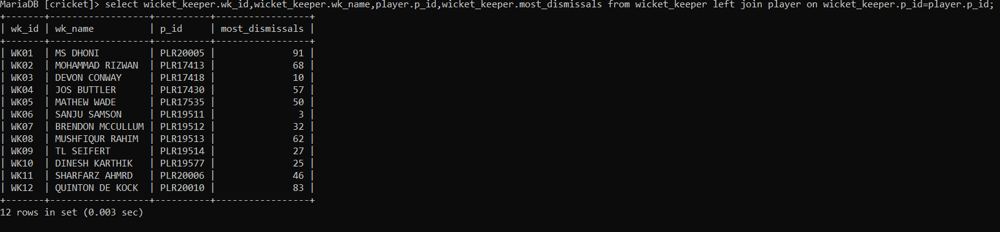 MariaDB [cricket]> select wicket_keeper.wk_id,wicket_keeper.wk_name,player.p_id,wicket_keeper.most_dismissals from wicket_keeper left join player on wicket_keeper.p_id=player.p_id;
+-------+-----------------+----------+-----------------+
| wk_id | wk_name         | p_id     | most_dismissals |
+-------+-----------------+----------+-----------------+
| WK01  | MS DHONI        | PLR20005 |              91 |
| WK02  | MOHAMMAD RIZWAN | PLR17413 |              68 |
| WK03  | DEVON CONWAY    | PLR17418 |              10 |
| WK04  | JOS BUTTLER     | PLR17430 |              57 |
| WK05  | MATHEW WADE     | PLR17535 |              50 |
| WK06  | SANJU SAMSON    | PLR19511 |               3 |
| WK07  | BRENDON MCCULLUM | PLR19512 |              32 |
| WK08  | MUSHFIQUR RAHIM | PLR19513 |              62 |
| WK09  | TL SEIFERT      | PLR19514 |              27 |
| WK10  | DINESH KARTHIK  | PLR19577 |              25 |
| WK11  | SHARFARZ AHMRD  | PLR20006 |              46 |
| WK12  | QUINTON DE KOCK | PLR20010 |              83 |
+-------+-----------------+----------+-----------------+
12 rows in set (0.003 sec)